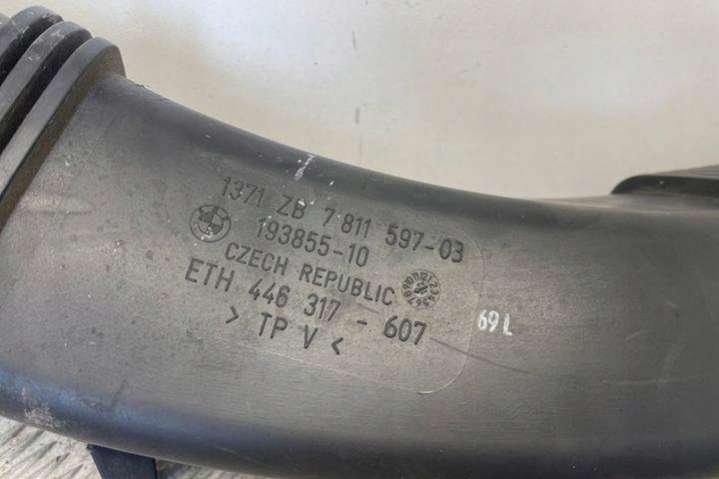 1371 ZB 7 811 597-03
193855-10
CZECH REPUBLIC
ETH 446 317 - 607
> TP V <
69L